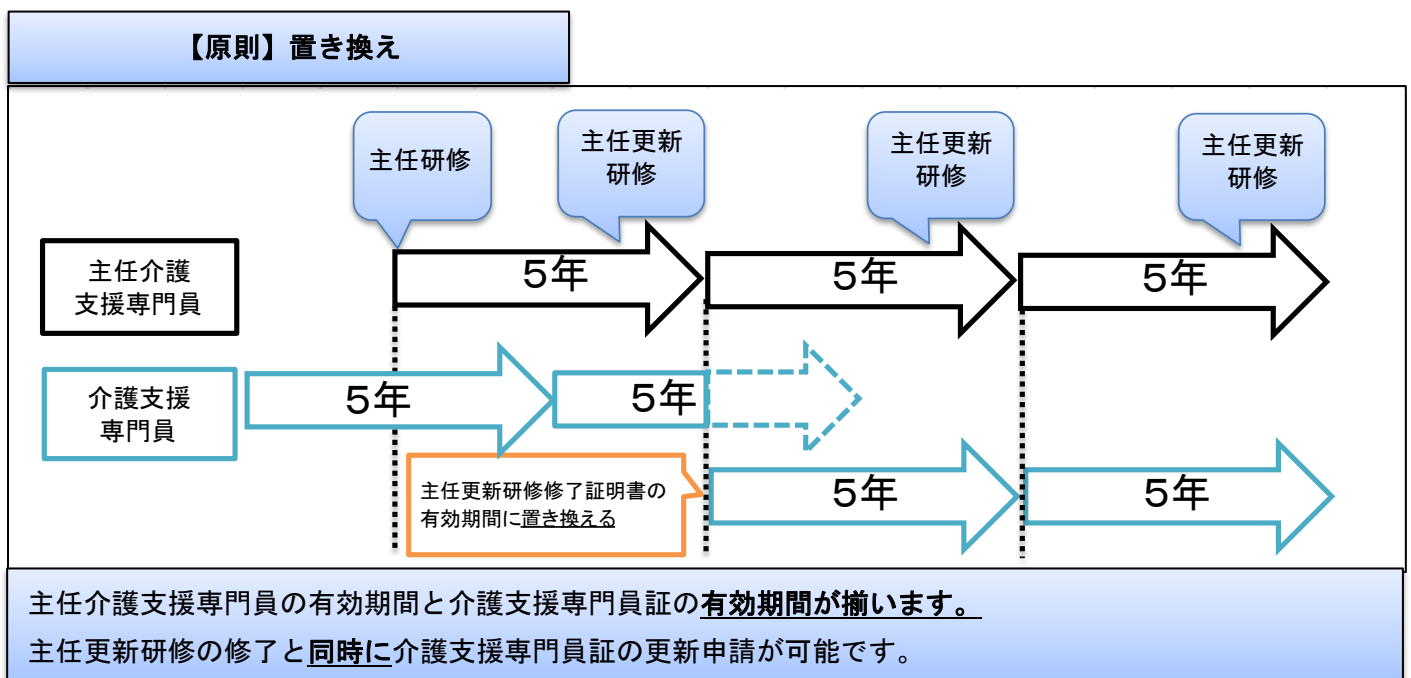 【原則】置き換え
主任研修
主任更新
研修
主任更新
研修
主任更新
研修
主任介護
支援専門員
５年
５年
５年
介護支援
専門員
５年
５年
主任更新研修修了証明書の
有効期間に置き換える
５年
５年
主任介護支援専門員の有効期間と介護支援専門員証の有効期間が揃います。
主任更新研修の修了と同時に介護支援専門員証の更新申請が可能です。